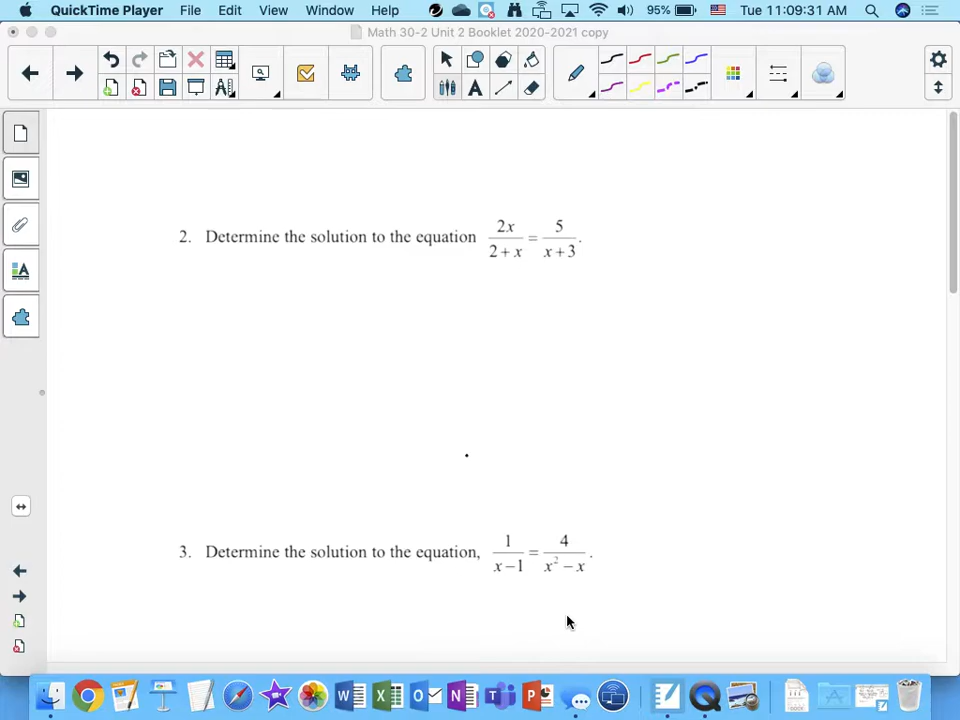 QuickTime Player File Edit View Window Help 95% Tue 11:09:31 AM
Math 30-2 Unit 2 Booklet 2020-2021 copy
2. Determine the solution to the equation 2x/(2 + x) = 5/(x + 3).
3. Determine the solution to the equation, 1/(x − 1) = 4/(x² − x).